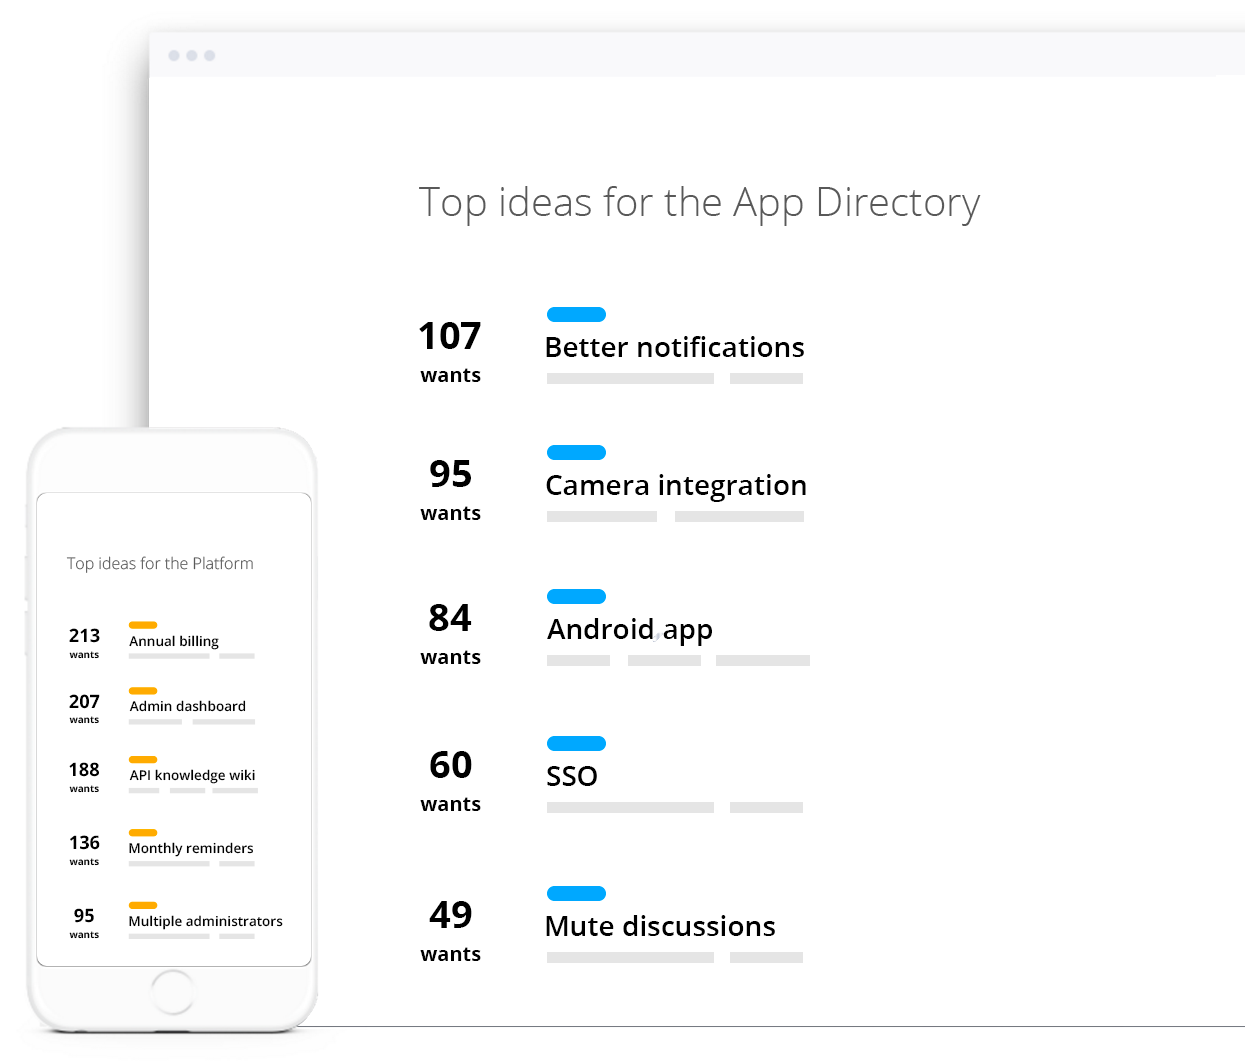 Top ideas for the App Directory
107
wants
Better notifications
95
wants
Camera integration
84
wants
Android app
60
wants
SSO
49
wants
Mute discussions
Top ideas for the Platform
213
wants
Annual billing
207
wants
Admin dashboard
188
wants
API knowledge wiki
136
wants
Monthly reminders
95
wants
Multiple administrators